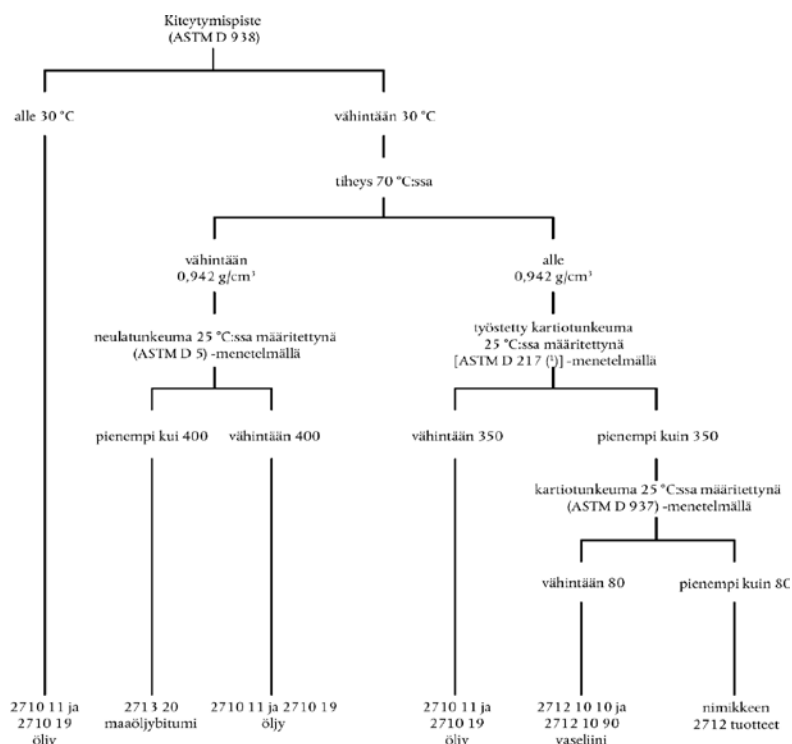 Kiteytymispiste
(ASTM D 938)
alle 30 °C
vähintään 30 °C
tiheys 70 °C:ssa
vähintään
0,942 g/cm³
alle
0,942 g/cm³
neulatunkeuma 25 °C:ssa määritettynä
(ASTM D 5) -menetelmällä
työstetty kartiotunkeuma
25 °C:ssa määritettynä
[ASTM D 217 (¹)] -menetelmällä
pienempi kui 400
vähintään 400
vähintään 350
pienempi kuin 350
kartiotunkeuma 25 °C:ssa määritettynä
(ASTM D 937) -menetelmällä
vähintään 80
pienempi kuin 80
2710 11 ja
2710 19
öljy
2713 20
maaöljybitumi
2710 11 ja 2710 19
öljy
2710 11 ja
2710 19
öljy
2712 10 10 ja
2712 10 90
vaseliini
nimikkeen
2712 tuotteet